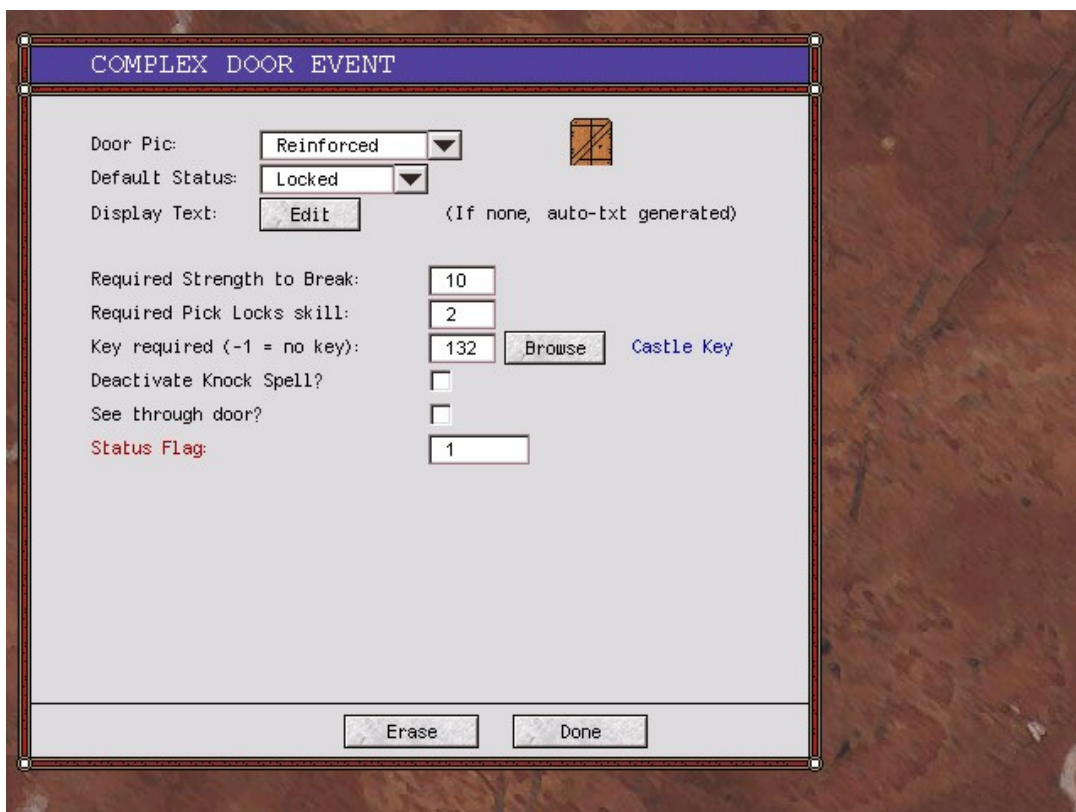 COMPLEX DOOR EVENT
Door Pic: Reinforced
Default Status: Locked
Display Text: Edit (If none, auto-txt generated)
Required Strength to Break: 10
Required Pick Locks skill: 2
Key required (-1 = no key): 132 Browse Castle Key
Deactivate Knock Spell?
See through door?
Status Flag: 1
Erase Done